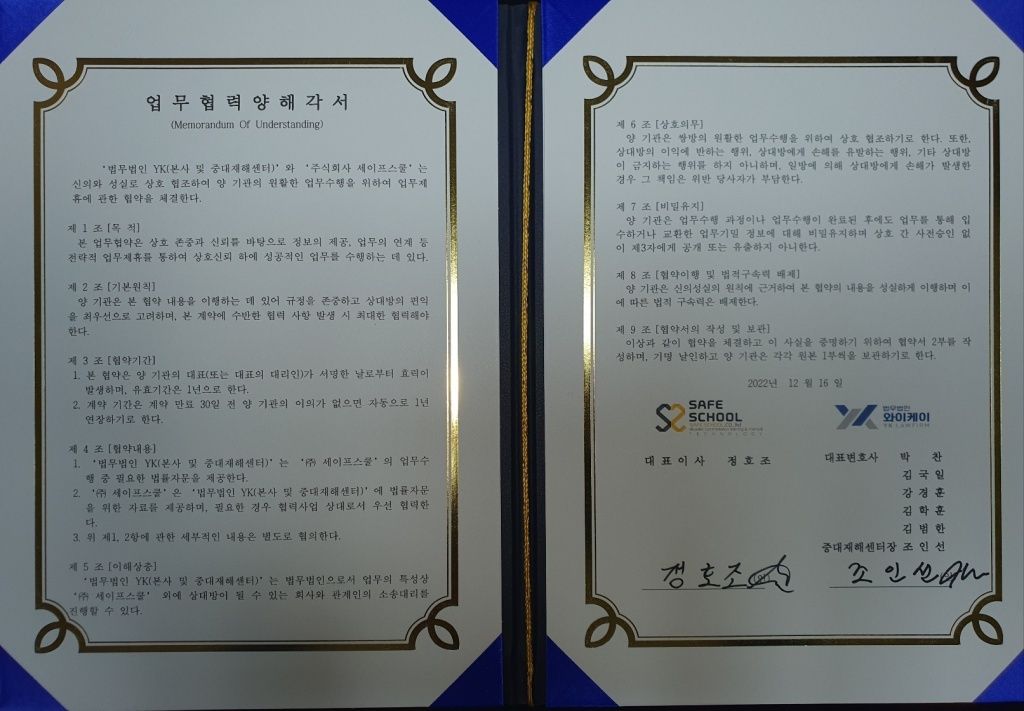 업무협력양해각서
(Memorandum Of Understanding)
'법무법인 YK(본사 및 중대재해센터)' 와 '주식회사 세이프스쿨' 는
신의와 성실로 상호 협조하여 양 기관의 원활한 업무수행을 위하여 업무제
휴에 관한 협약을 체결한다.
제 1 조 [목 적]
본 업무협약은 상호 존중과 신뢰를 바탕으로 정보의 제공, 업무의 연계 등
전략적 업무제휴를 통하여 상호신뢰 하에 성공적인 업무를 수행하는 데 있다.
제 2 조 [기본원칙]
양 기관은 본 협약 내용을 이행하는 데 있어 규정을 존중하고 상대방의 편익
을 최우선으로 고려하며, 본 계약에 수반한 협력 사항 발생 시 최대한 협력해야
한다.
제 3 조 [협약기간]
1. 본 협약은 양 기관의 대표(또는 대표의 대리인)가 서명한 날로부터 효력이
발생하며, 유효기간은 1년으로 한다.
2. 계약 기간은 계약 만료 30일 전 양 기관의 이의가 없으면 자동으로 1년
연장하기로 한다.
제 4 조 [협약내용]
1. '법무법인 YK(본사 및 중대재해센터)' 는 '㈜ 세이프스쿨' 의 업무수
행 중 필요한 법률자문을 제공한다.
2. '㈜ 세이프스쿨' 은 '법무법인 YK(본사 및 중대재해센터)' 에 법률자문
을 위한 자료를 제공하며, 필요한 경우 협력사업 상대로서 우선 협력한
다.
3. 위 제1, 2항에 관한 세부적인 내용은 별도로 협의한다.
제 5 조 [이해상충]
'법무법인 YK(본사 및 중대재해센터)' 는 법무법인으로서 업무의 특성상
'㈜ 세이프스쿨' 외에 상대방이 될 수 있는 회사와 관계인의 소송대리를
진행할 수 있다.
제 6 조 [상호의무]
양 기관은 쌍방의 원활한 업무수행을 위하여 상호 협조하기로 한다. 또한,
상대방의 이익에 반하는 행위, 상대방에게 손해를 유발하는 행위, 기타 상대방
이 금지하는 행위를 하지 아니하며, 일방에 의해 상대방에게 손해가 발생한
경우 그 책임은 위반 당사자가 부담한다.
제 7 조 [비밀유지]
양 기관은 업무수행 과정이나 업무수행이 완료된 후에도 업무를 통해 입
수하거나 교환한 업무기밀 정보에 대해 비밀유지하며 상호 간 사전승인 없
이 제3자에게 공개 또는 유출하지 아니한다.
제 8 조 [협약이행 및 법적구속력 배제]
양 기관은 신의성실의 원칙에 근거하여 본 협약의 내용을 성실하게 이행하며 이
에 따른 법적 구속력은 배제한다.
제 9 조 [협약서의 작성 및 보관]
이상과 같이 협약을 체결하고 이 사실을 증명하기 위하여 협약서 2부를 작
성하며, 기명 날인하고 양 기관은 각각 원본 1부씩을 보관하기로 한다.
2022년 12 월 16 일
SAFE
SCHOOL
TECHNOLOGY
법무법인
와이케이
YK LAWFIRM
대표이사 정호조
대표변호사 박 찬
김국일
강경훈
김학훈
김범한
중대재해센터장 조인선
정호조
조인선